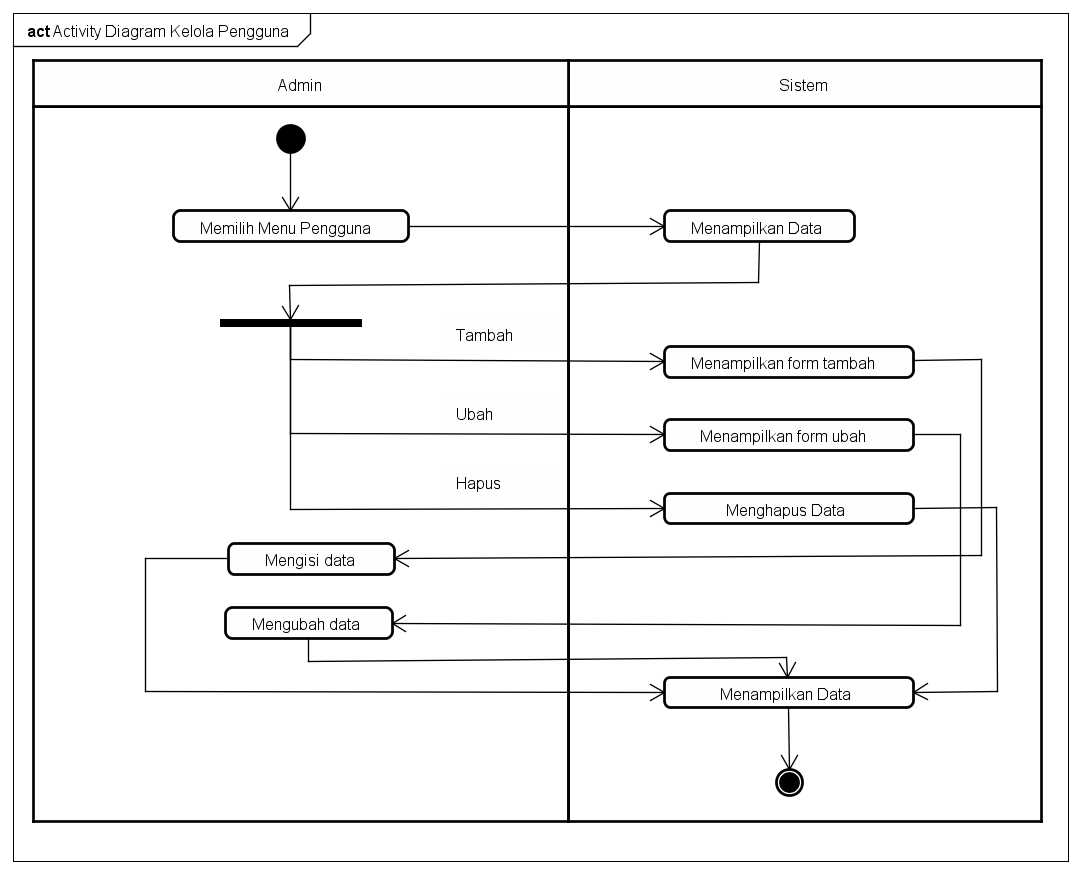 act Activity Diagram Kelola Pengguna
Admin
Sistem
Memilih Menu Pengguna
Menampilkan Data
Tambah
Menampilkan form tambah
Ubah
Menampilkan form ubah
Hapus
Menghapus Data
Mengisi data
Mengubah data
Menampilkan Data